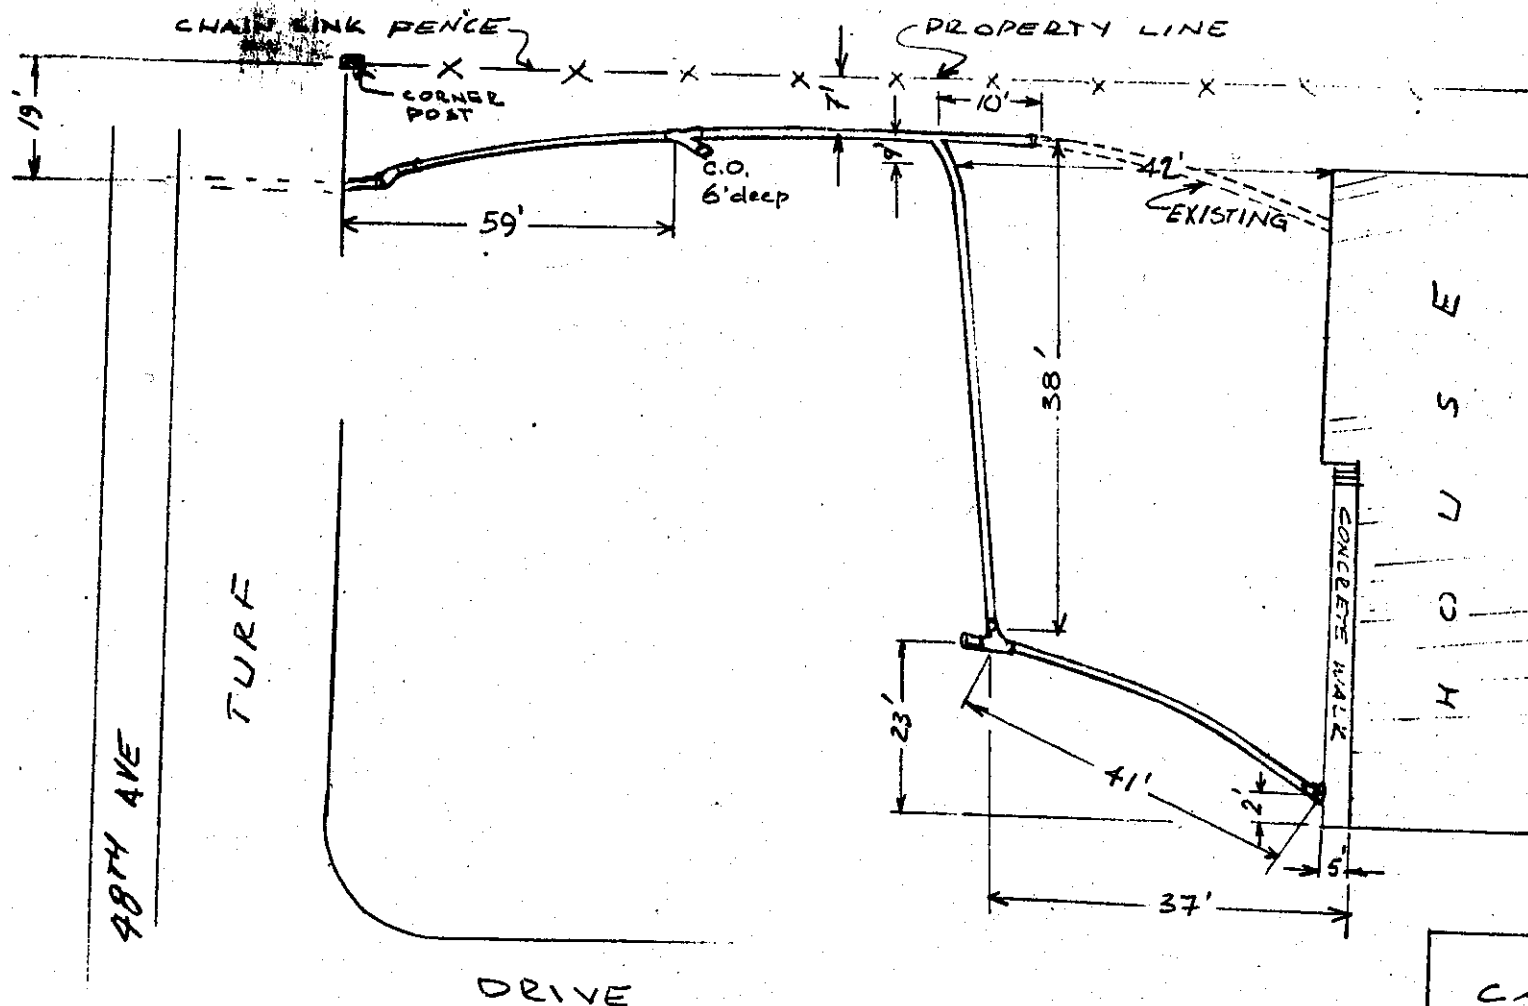 CHAIN LINK FENCE
PROPERTY LINE
19'
CORNER
POST
7'
10'
C.O.
6' deep
59'
42'
EXISTING
38'
HOUSE
CONCRETE WALK
TURF
48TH AVE
23'
41'
2'
5'
37'
DRIVE